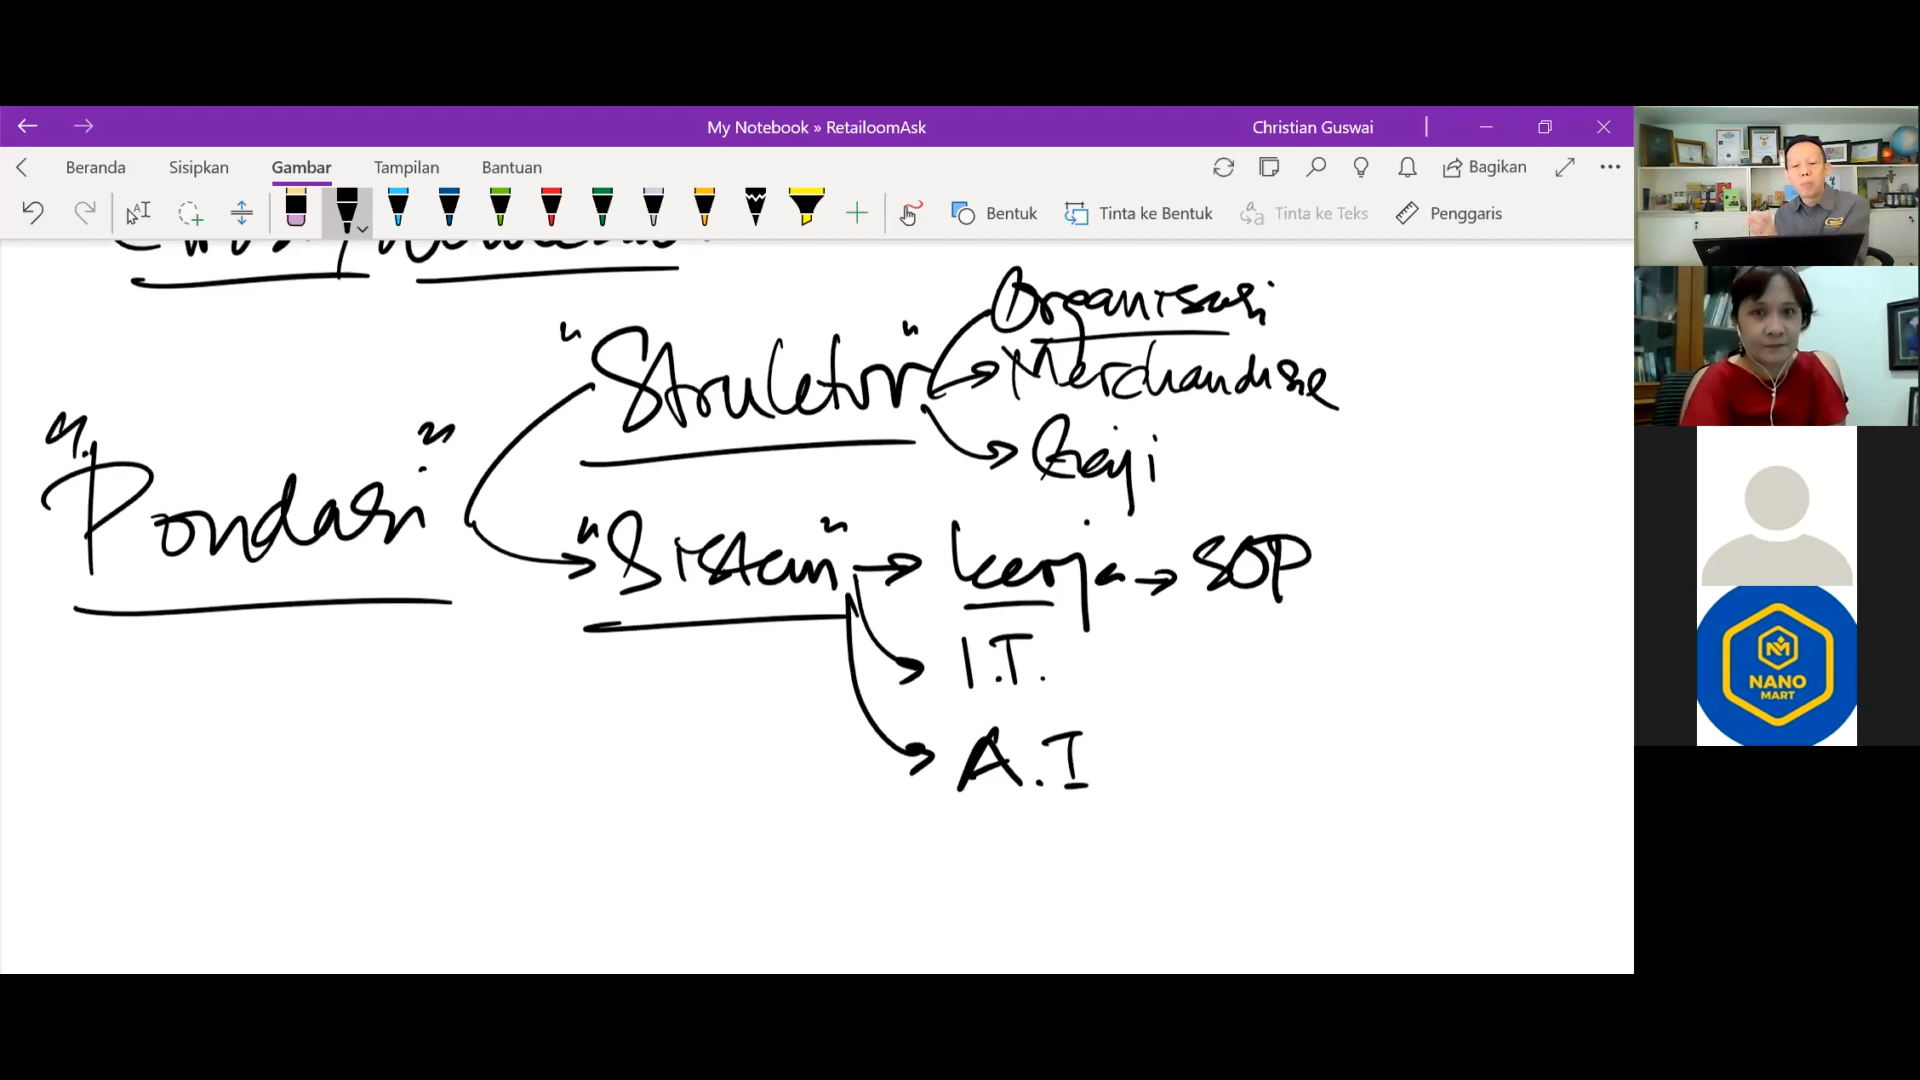 My Notebook » RetailoomAsk
Christian Guswai
Beranda Sisipkan Gambar Tampilan Bantuan
Bagikan
Bentuk Tinta ke Bentuk Tinta ke Teks Penggaris
Organisasi
"Struktur" Merchandise
Gaji
"Pondasi"
"Sistem" kerja → SOP
I.T.
A.I
NANO
MART